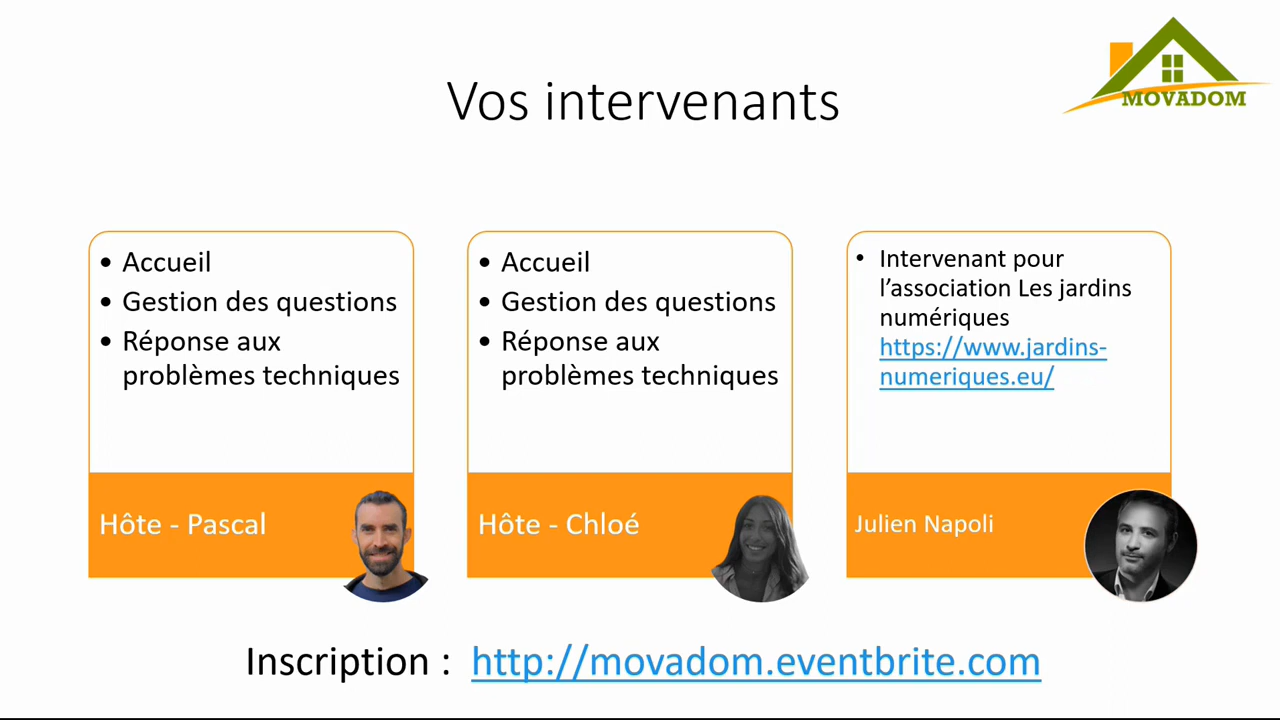 MOVADOM
Vos intervenants
• Accueil
• Gestion des questions
• Réponse aux
problèmes techniques
Hôte - Pascal
• Accueil
• Gestion des questions
• Réponse aux
problèmes techniques
Hôte - Chloé
• Intervenant pour
l’association Les jardins
numériques
https://www.jardins-
numeriques.eu/
Julien Napoli
Inscription : http://movadom.eventbrite.com